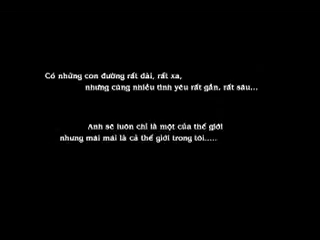 Có những con đường rất dài, rất xa,
nhưng cũng nhiều tình yêu rất gần, rất sâu...
Anh sẽ luôn chỉ là một của thế giới
nhưng mãi mãi là cả thế giới trong tôi.....